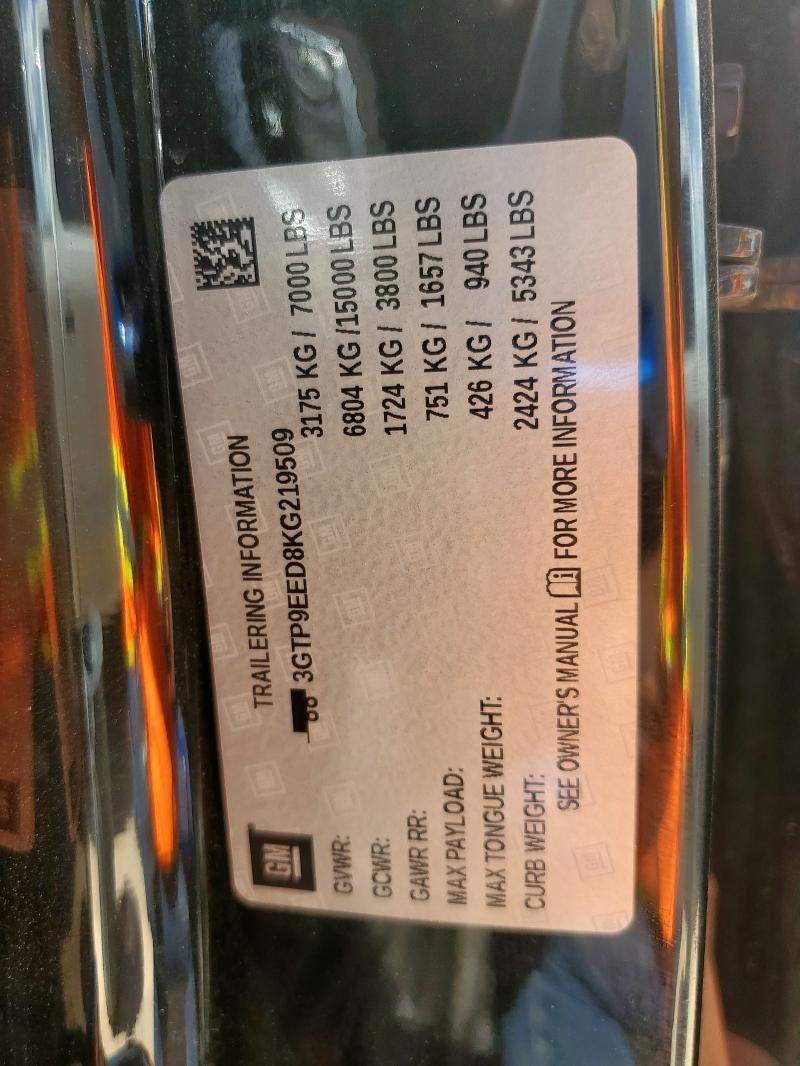 GM
TRAILERING INFORMATION
3GTP9EED8KG219509
GVWR: 3175 KG / 7000 LBS
GCWR: 6804 KG /15000 LBS
GAWR RR: 1724 KG / 3800 LBS
MAX PAYLOAD: 751 KG / 1657 LBS
MAX TONGUE WEIGHT: 426 KG / 940 LBS
CURB WEIGHT: 2424 KG / 5343 LBS
SEE OWNER'S MANUAL FOR MORE INFORMATION